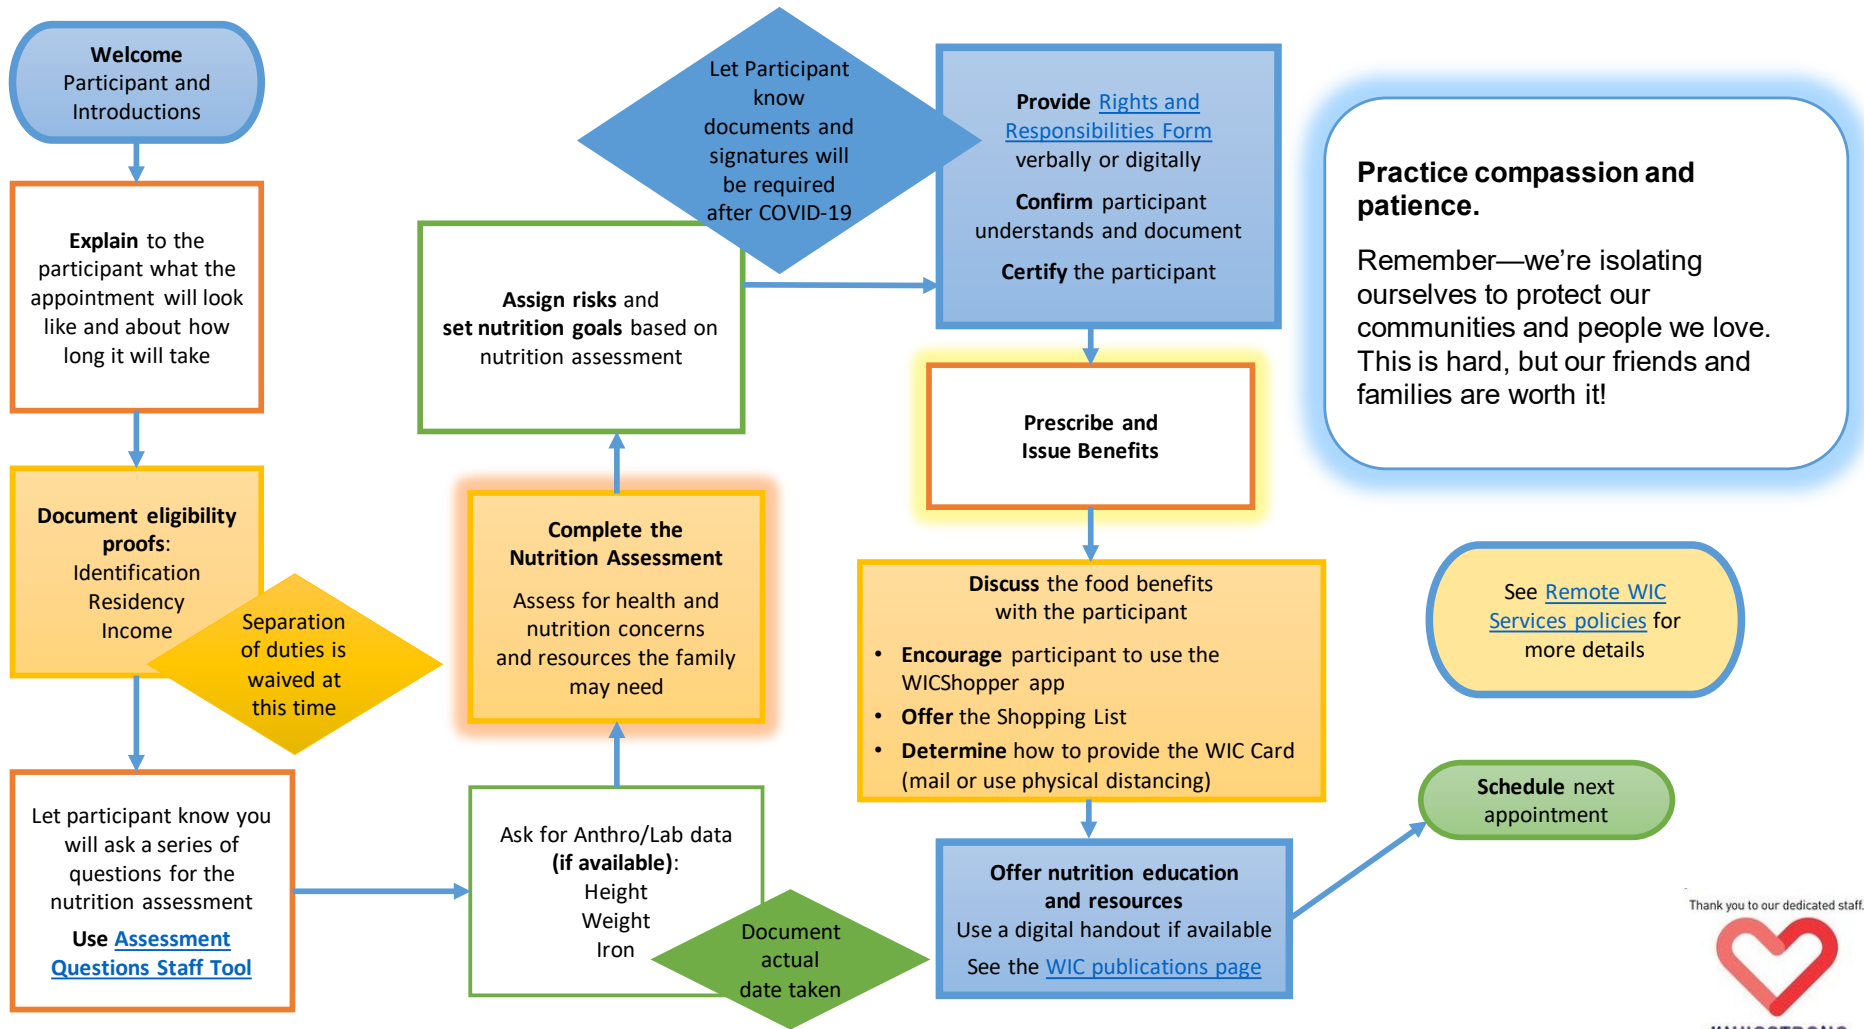 Welcome
Participant and
Introductions
Explain to the
participant what the
appointment will look
like and about how
long it will take
Document eligibility
proofs:
Identification
Residency
Income
Separation
of duties is
waived at
this time
Let participant know you
will ask a series of
questions for the
nutrition assessment
Use Assessment
Questions Staff Tool
Ask for Anthro/Lab data
(if available):
Height
Weight
Iron
Document
actual
date taken
Complete the
Nutrition Assessment
Assess for health and
nutrition concerns
and resources the family
may need
Assign risks and
set nutrition goals based on
nutrition assessment
Let Participant
know
documents and
signatures will
be required
after COVID-19
Provide Rights and
Responsibilities Form
verbally or digitally
Confirm participant
understands and document
Certify the participant
Prescribe and
Issue Benefits
Discuss the food benefits
with the participant
• Encourage participant to use the
WICShopper app
• Offer the Shopping List
• Determine how to provide the WIC Card
(mail or use physical distancing)
Offer nutrition education
and resources
Use a digital handout if available
See the WIC publications page
Schedule next
appointment
Practice compassion and
patience.
Remember—we're isolating
ourselves to protect our
communities and people we love.
This is hard, but our friends and
families are worth it!
See Remote WIC
Services policies for
more details
Thank you to our dedicated staff.